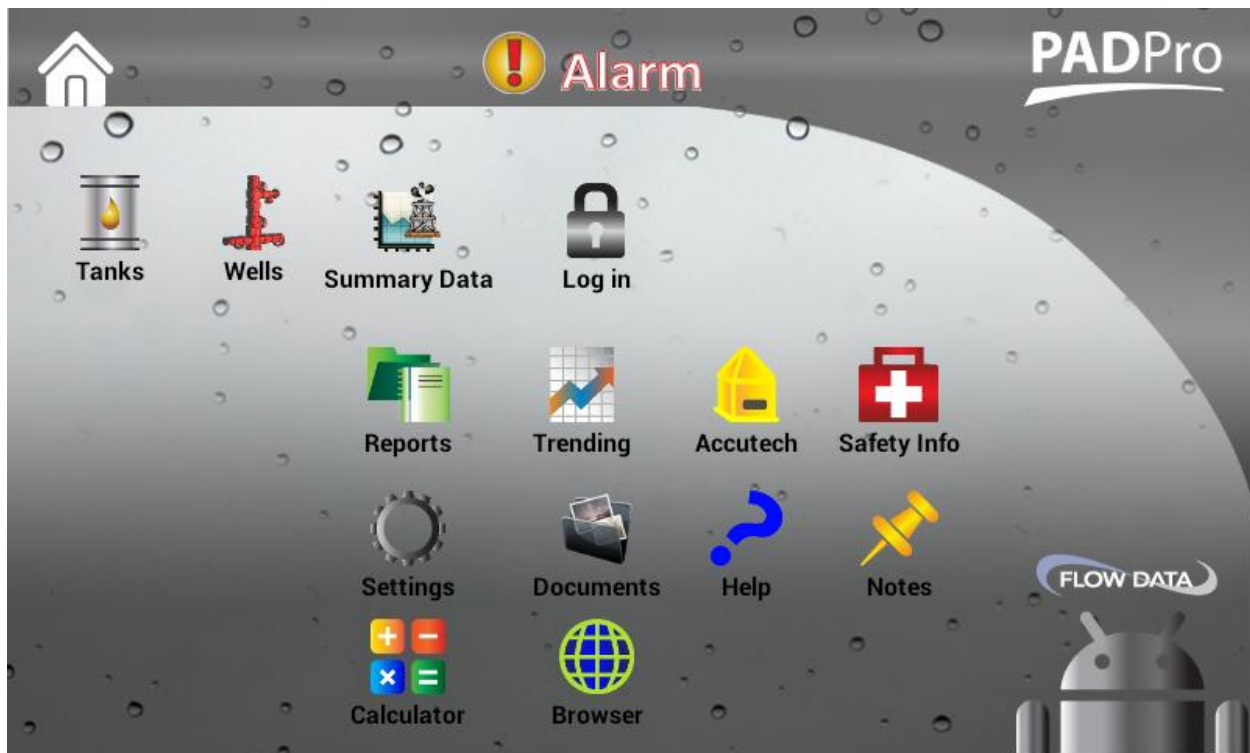 Alarm
PADPro
Tanks
Wells
Summary Data
Log in
Reports
Trending
Accutech
Safety Info
Settings
Documents
Help
Notes
FLOW DATA
Calculator
Browser